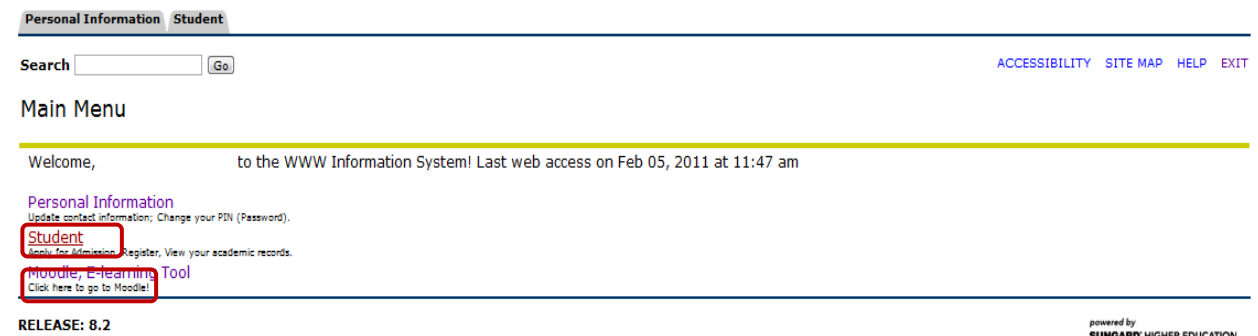 Personal Information Student
Search Go ACCESSIBILITY SITE MAP HELP EXIT
Main Menu
Welcome, to the WWW Information System! Last web access on Feb 05, 2011 at 11:47 am
Personal Information
Update contact information; Change your PIN (Password).
Student
Apply for Admission, Register, View your academic records.
Moodle, E-learning Tool
Click here to go to Moodle!
RELEASE: 8.2
powered by
SUNGARD HIGHER EDUCATION